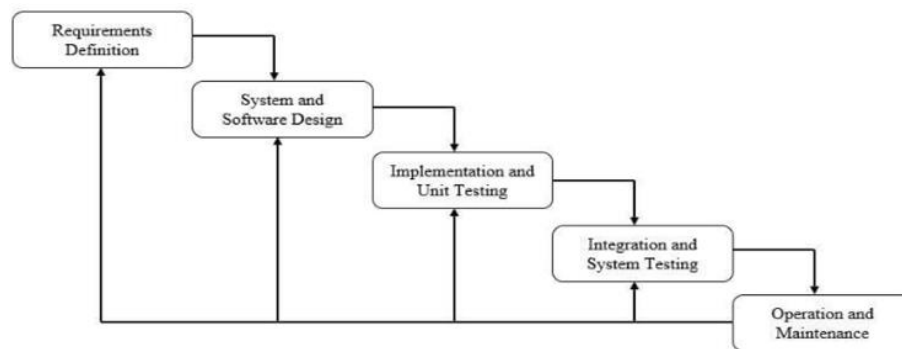 Requirements
Definition
System and
Software Design
Implementation and
Unit Testing
Integration and
System Testing
Operation and
Maintenance